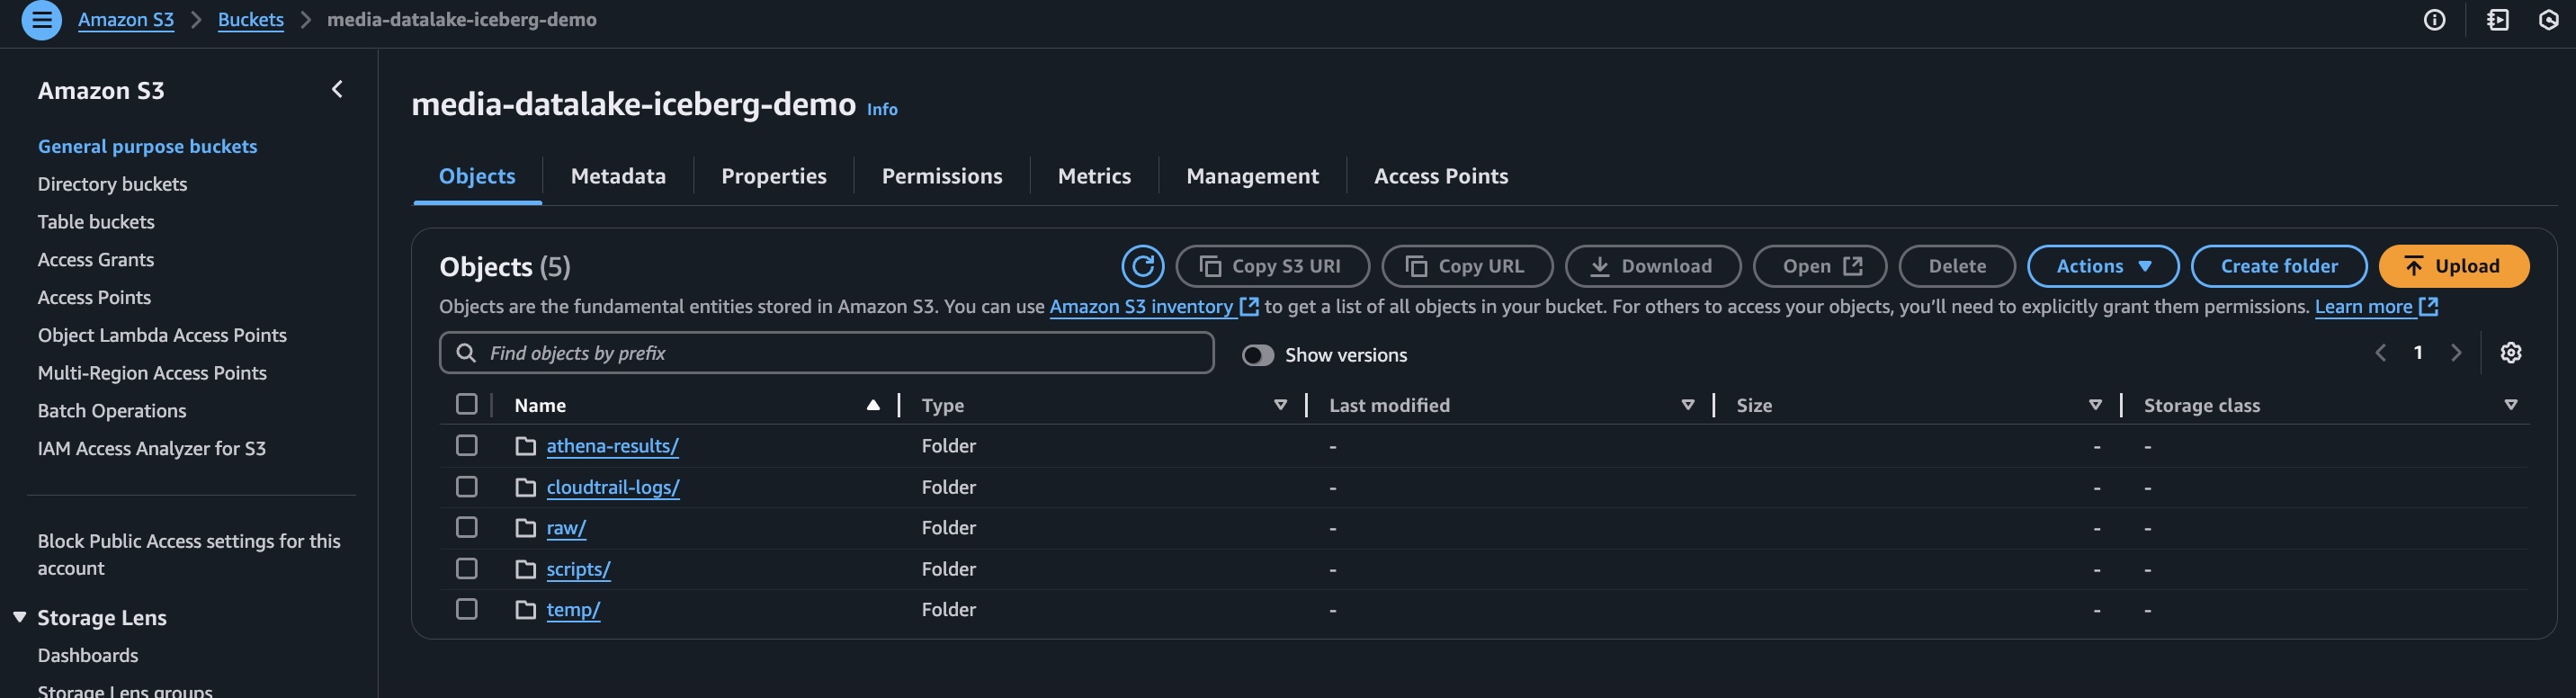 Amazon S3 > Buckets > media-datalake-iceberg-demo
Amazon S3
General purpose buckets
Directory buckets
Table buckets
Access Grants
Access Points
Object Lambda Access Points
Multi-Region Access Points
Batch Operations
IAM Access Analyzer for S3
Block Public Access settings for this
account
Storage Lens
Dashboards
Storage Lens groups
media-datalake-iceberg-demo Info
Objects Metadata Properties Permissions Metrics Management Access Points
Objects (5) Copy S3 URI Copy URL Download Open Delete Actions Create folder Upload
Objects are the fundamental entities stored in Amazon S3. You can use Amazon S3 inventory to get a list of all objects in your bucket. For others to access your objects, you’ll need to explicitly grant them permissions. Learn more
Find objects by prefix Show versions 1
Name Type Last modified Size Storage class
athena-results/ Folder - - -
cloudtrail-logs/ Folder - - -
raw/ Folder - - -
scripts/ Folder - - -
temp/ Folder - - -